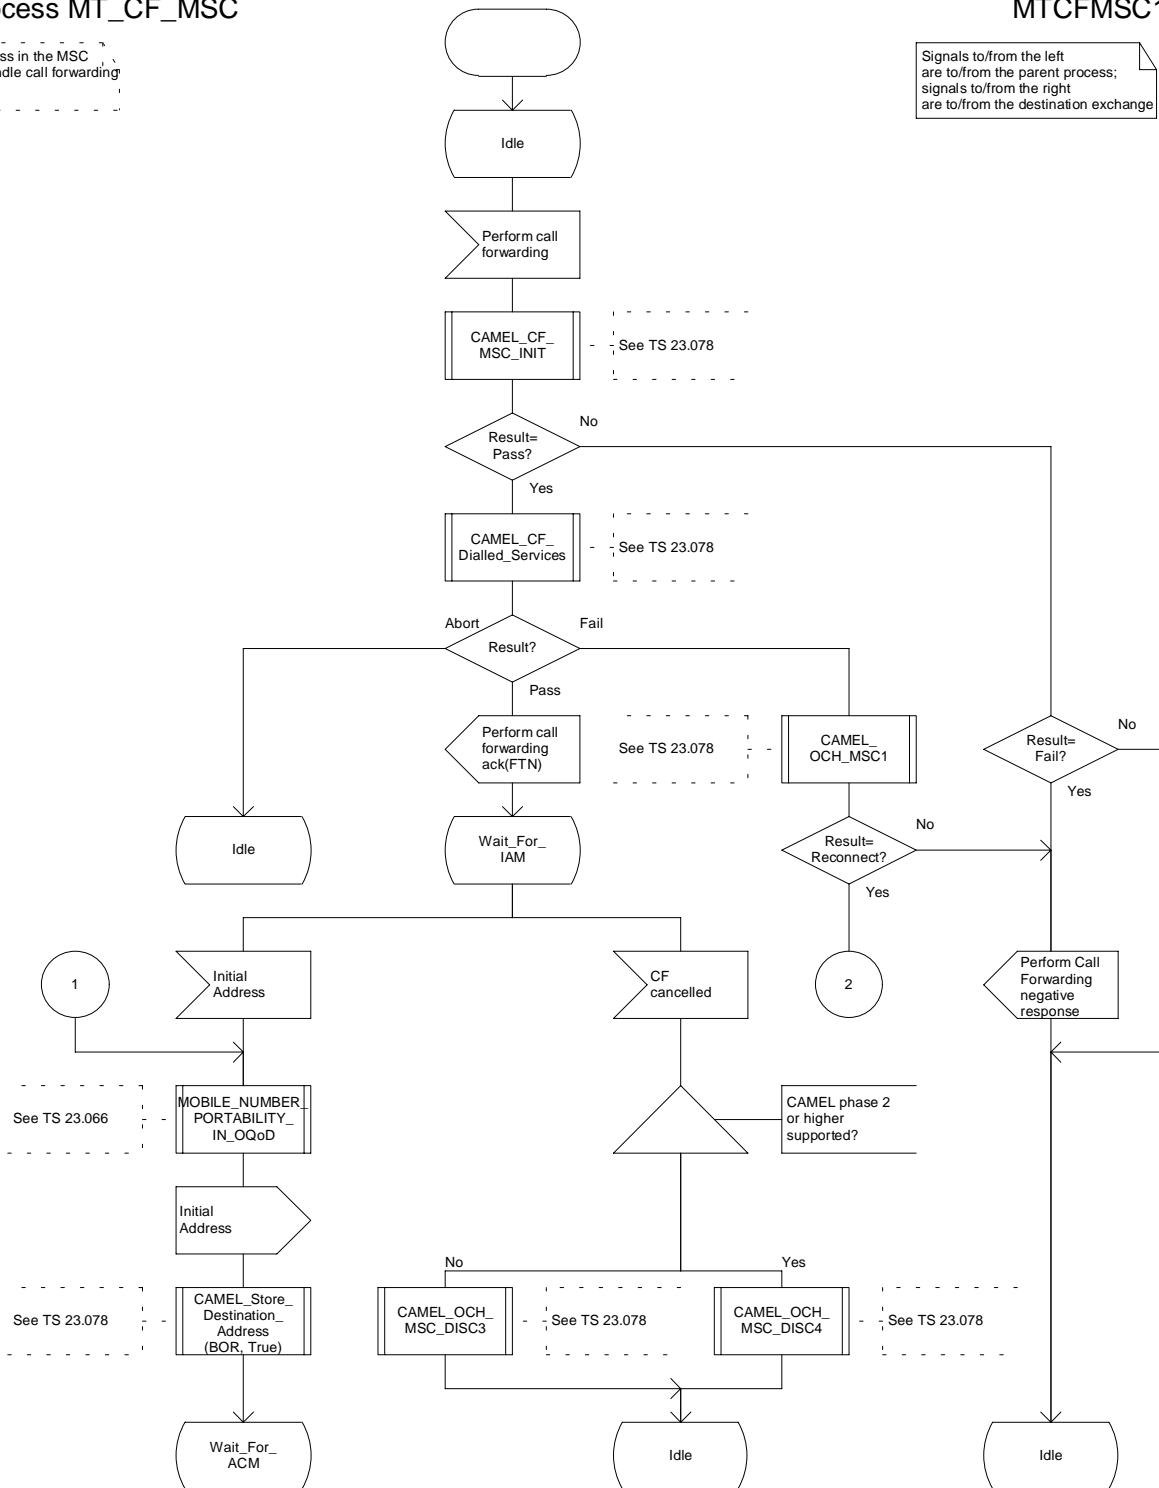 ocess MT_CF_MSC
MTCFMSC1
ss in the MSC
ndle call forwarding
Signals to/from the left
are to/from the parent process;
signals to/from the right
are to/from the destination exchange
Idle
Perform call
forwarding
CAMEL_CF_
MSC_INIT
See TS 23.078
Result=
Pass?
No
Yes
CAMEL_CF_
Dialled_Services
See TS 23.078
Abort
Result?
Fail
Pass
Perform call
forwarding
ack(FTN)
See TS 23.078
CAMEL_
OCH_MSC1
Result=
Fail?
No
Yes
Idle
Wait_For_
IAM
Result=
Reconnect?
No
Yes
1
Initial
Address
CF
cancelled
2
Perform Call
Forwarding
negative
response
See TS 23.066
MOBILE_NUMBER_
PORTABILITY_
IN_OQoD
CAMEL phase 2
or higher
supported?
Initial
Address
No
Yes
See TS 23.078
CAMEL_Store_
Destination_
Address
(BOR, True)
CAMEL_OCH_
MSC_DISC3
See TS 23.078
CAMEL_OCH_
MSC_DISC4
See TS 23.078
Wait_For_
ACM
Idle
Idle